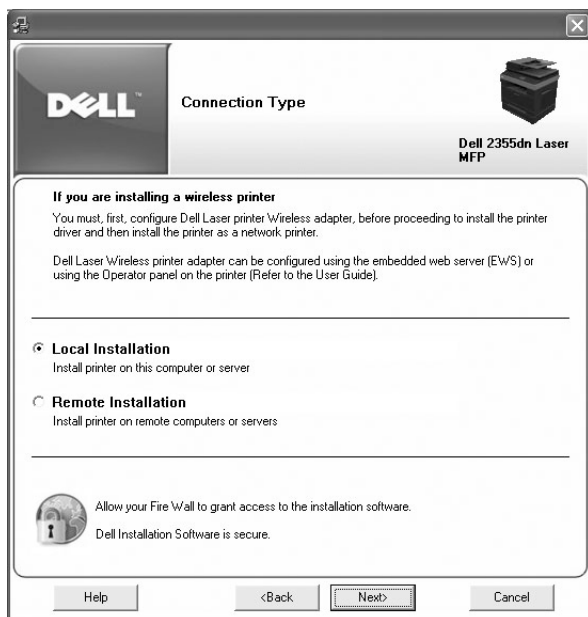 DELL™
Connection Type
Dell 2355dn Laser
MFP
If you are installing a wireless printer
You must, first, configure Dell Laser printer Wireless adapter, before proceeding to install the printer
driver and then install the printer as a network printer.
Dell Laser Wireless printer adapter can be configured using the embedded web server (EWS) or
using the Operator panel on the printer (Refer to the User Guide).
Local Installation
Install printer on this computer or server
Remote Installation
Install printer on remote computers or servers
Allow your Fire Wall to grant access to the installation software.
Dell Installation Software is secure.
Help
<Back
Next>
Cancel